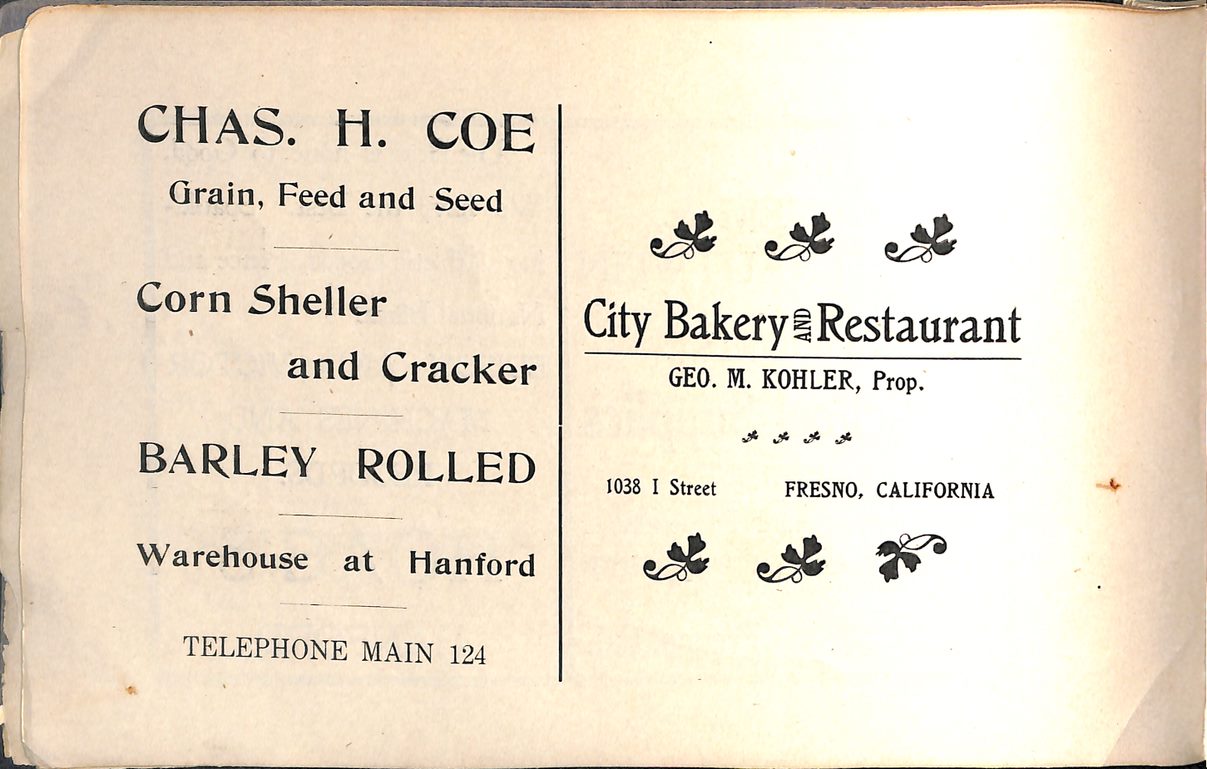 CHAS. H. COE
Grain, Feed and Seed
Corn Sheller
and Cracker
BARLEY ROLLED
Warehouse at Hanford
TELEPHONE MAIN 124
City Bakery AND Restaurant
GEO. M. KOHLER, Prop.
1038 I Street FRESNO, CALIFORNIA